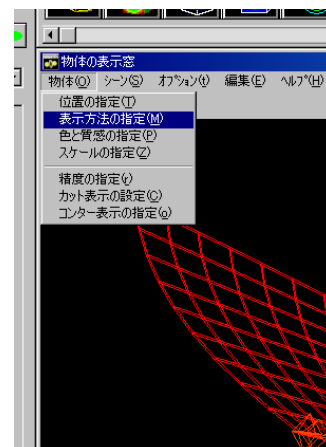 物体の表示窓
物体(O) シーン(S) オプション(t) 編集(E) ヘルプ(H)
位置の指定(T)
表示方法の指定(M)
色と質感の指定(P)
スケールの指定(Z)
精度の指定(r)
カット表示の設定(C)
コンター表示の指定(o)